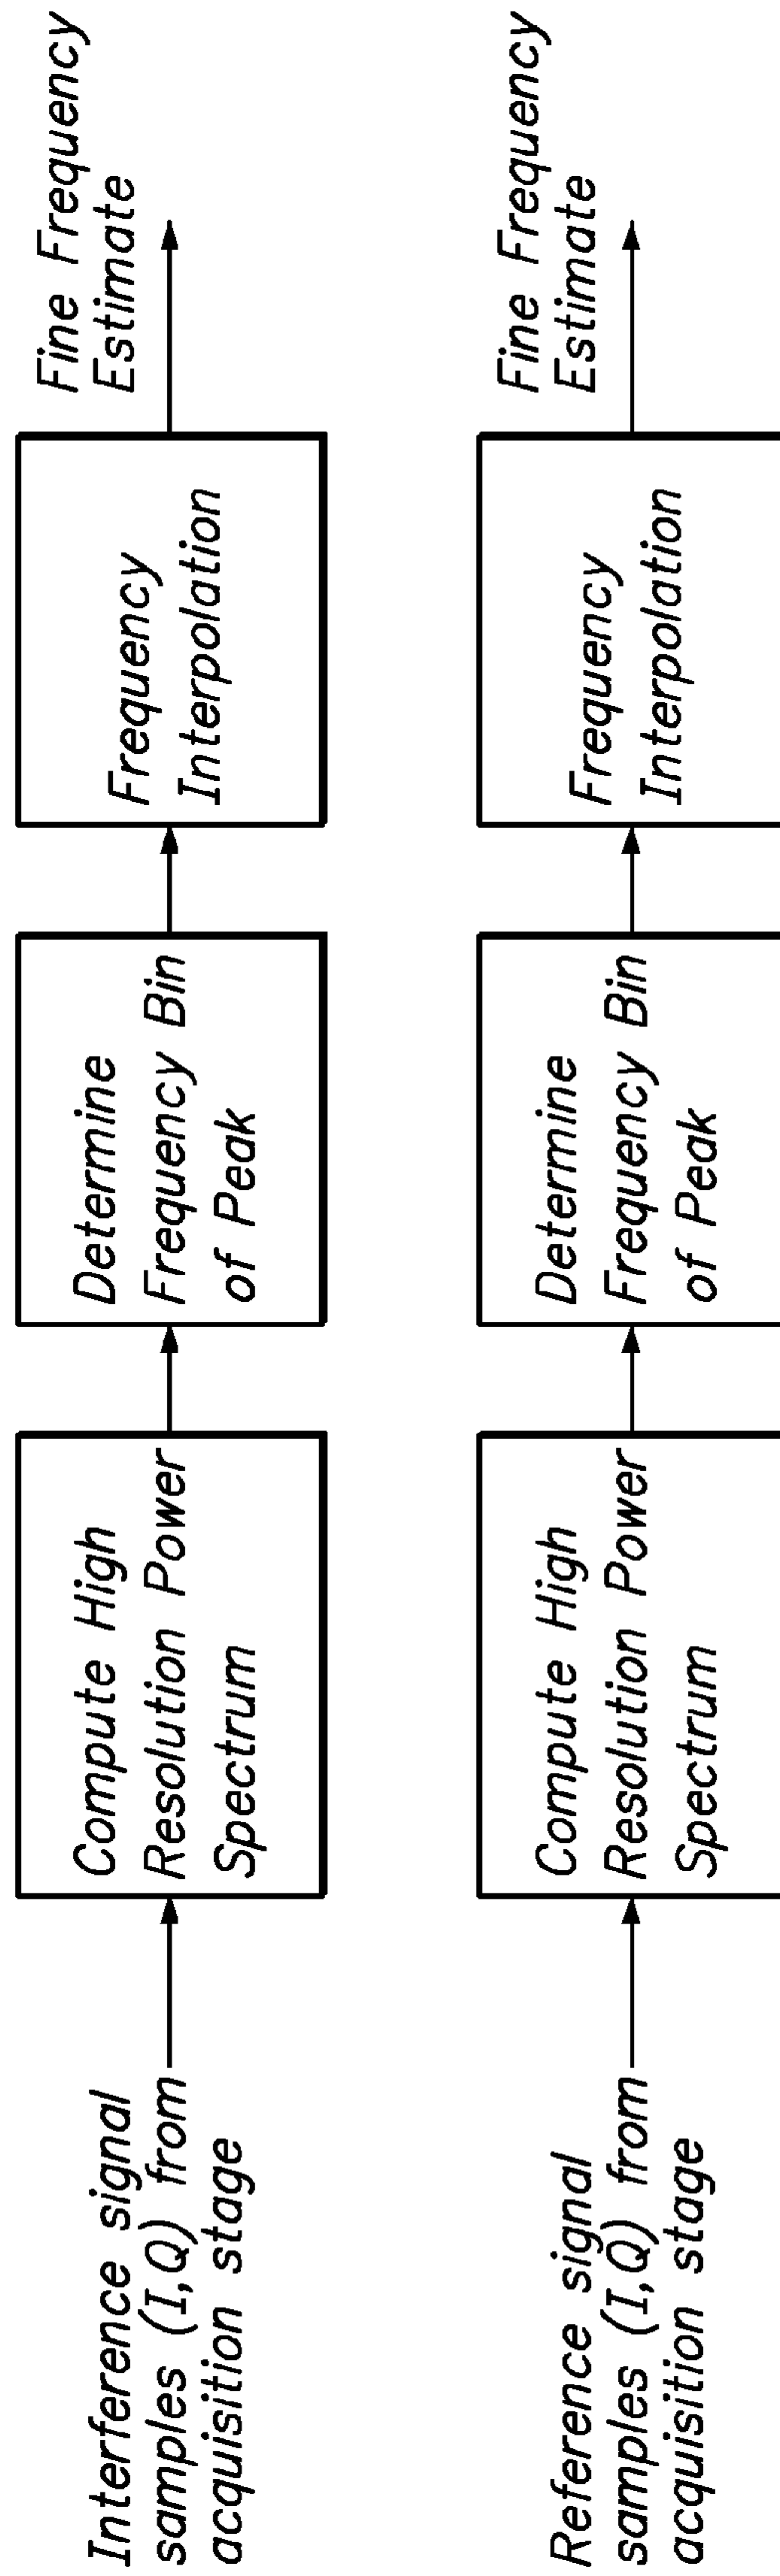 Interference signal
samples (I,Q) from
acquisition stage
Compute High
Resolution Power
Spectrum
Determine
Frequency Bin
of Peak
Frequency
Interpolation
Fine Frequency
Estimate
Reference signal
samples (I,Q) from
acquisition stage
Compute High
Resolution Power
Spectrum
Determine
Frequency Bin
of Peak
Frequency
Interpolation
Fine Frequency
Estimate